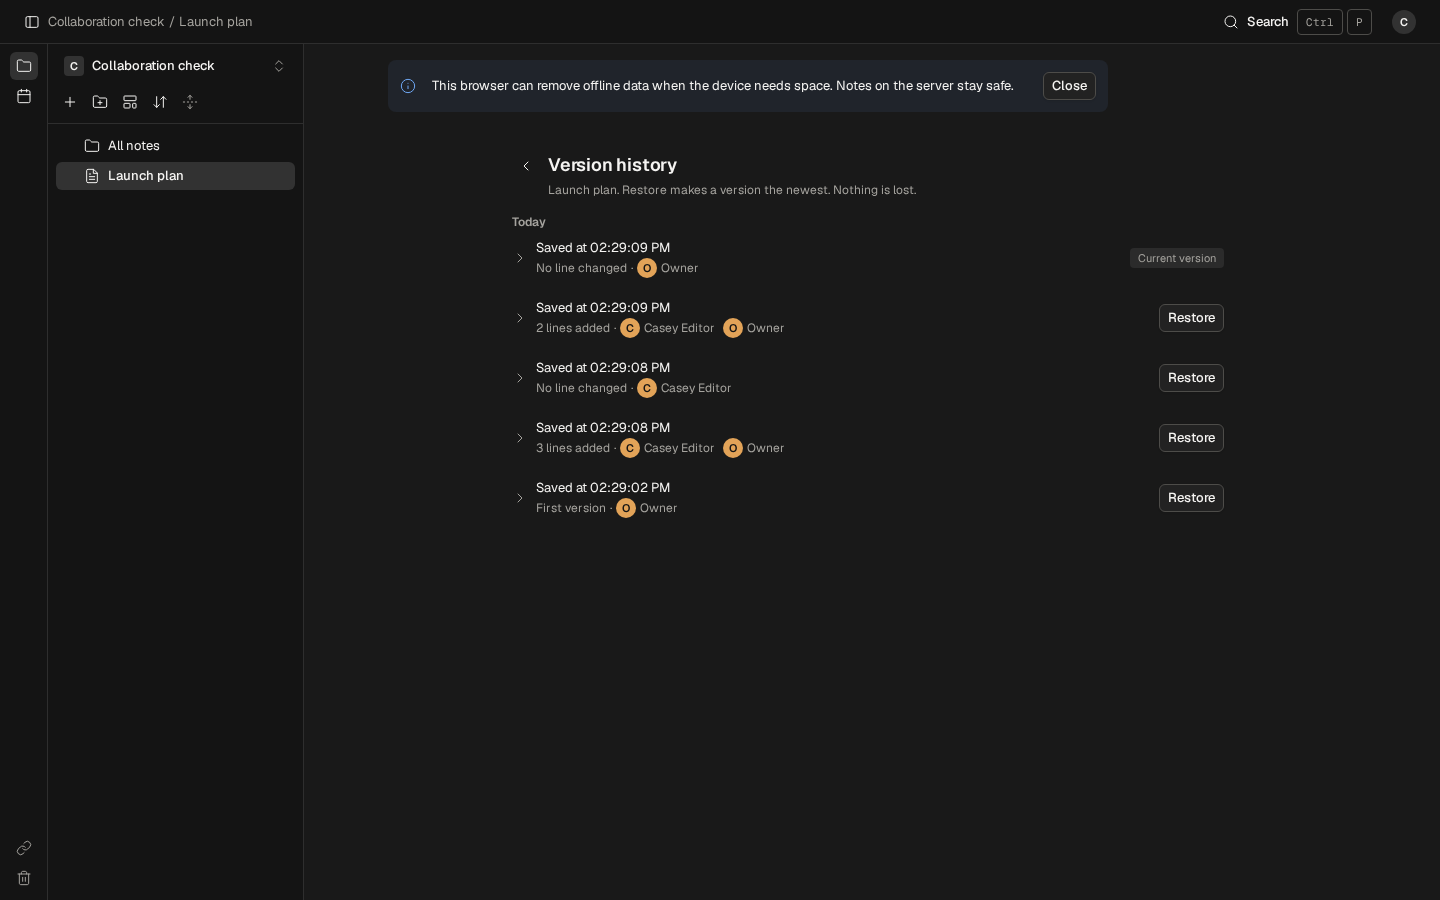 Collaboration check / Launch plan
Search Ctrl P C
C Collaboration check
This browser can remove offline data when the device needs space. Notes on the server stay safe. Close
All notes
Launch plan
Version history
Launch plan. Restore makes a version the newest. Nothing is lost.
Today
Saved at 02:29:09 PM
No line changed · O Owner
Current version
Saved at 02:29:09 PM
2 lines added · C Casey Editor O Owner
Restore
Saved at 02:29:08 PM
No line changed · C Casey Editor
Restore
Saved at 02:29:08 PM
3 lines added · C Casey Editor O Owner
Restore
Saved at 02:29:02 PM
First version · O Owner
Restore